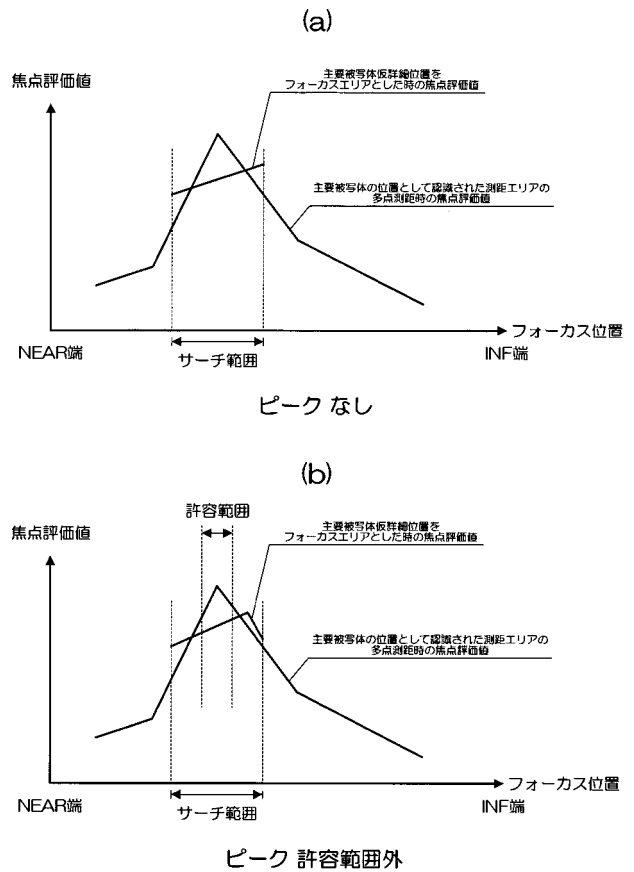 (a)
焦点評価値
主要被写体仮詳細位置を
フォーカスエリアとした時の焦点評価値
主要被写体の位置として認識された測距エリアの
多点測距時の焦点評価値
フォーカス位置
NEAR端
サーチ範囲
INF端
ピーク なし
(b)
焦点評価値
許容範囲
主要被写体仮詳細位置を
フォーカスエリアとした時の焦点評価値
主要被写体の位置として認識された測距エリアの
多点測距時の焦点評価値
フォーカス位置
NEAR端
サーチ範囲
INF端
ピーク 許容範囲外